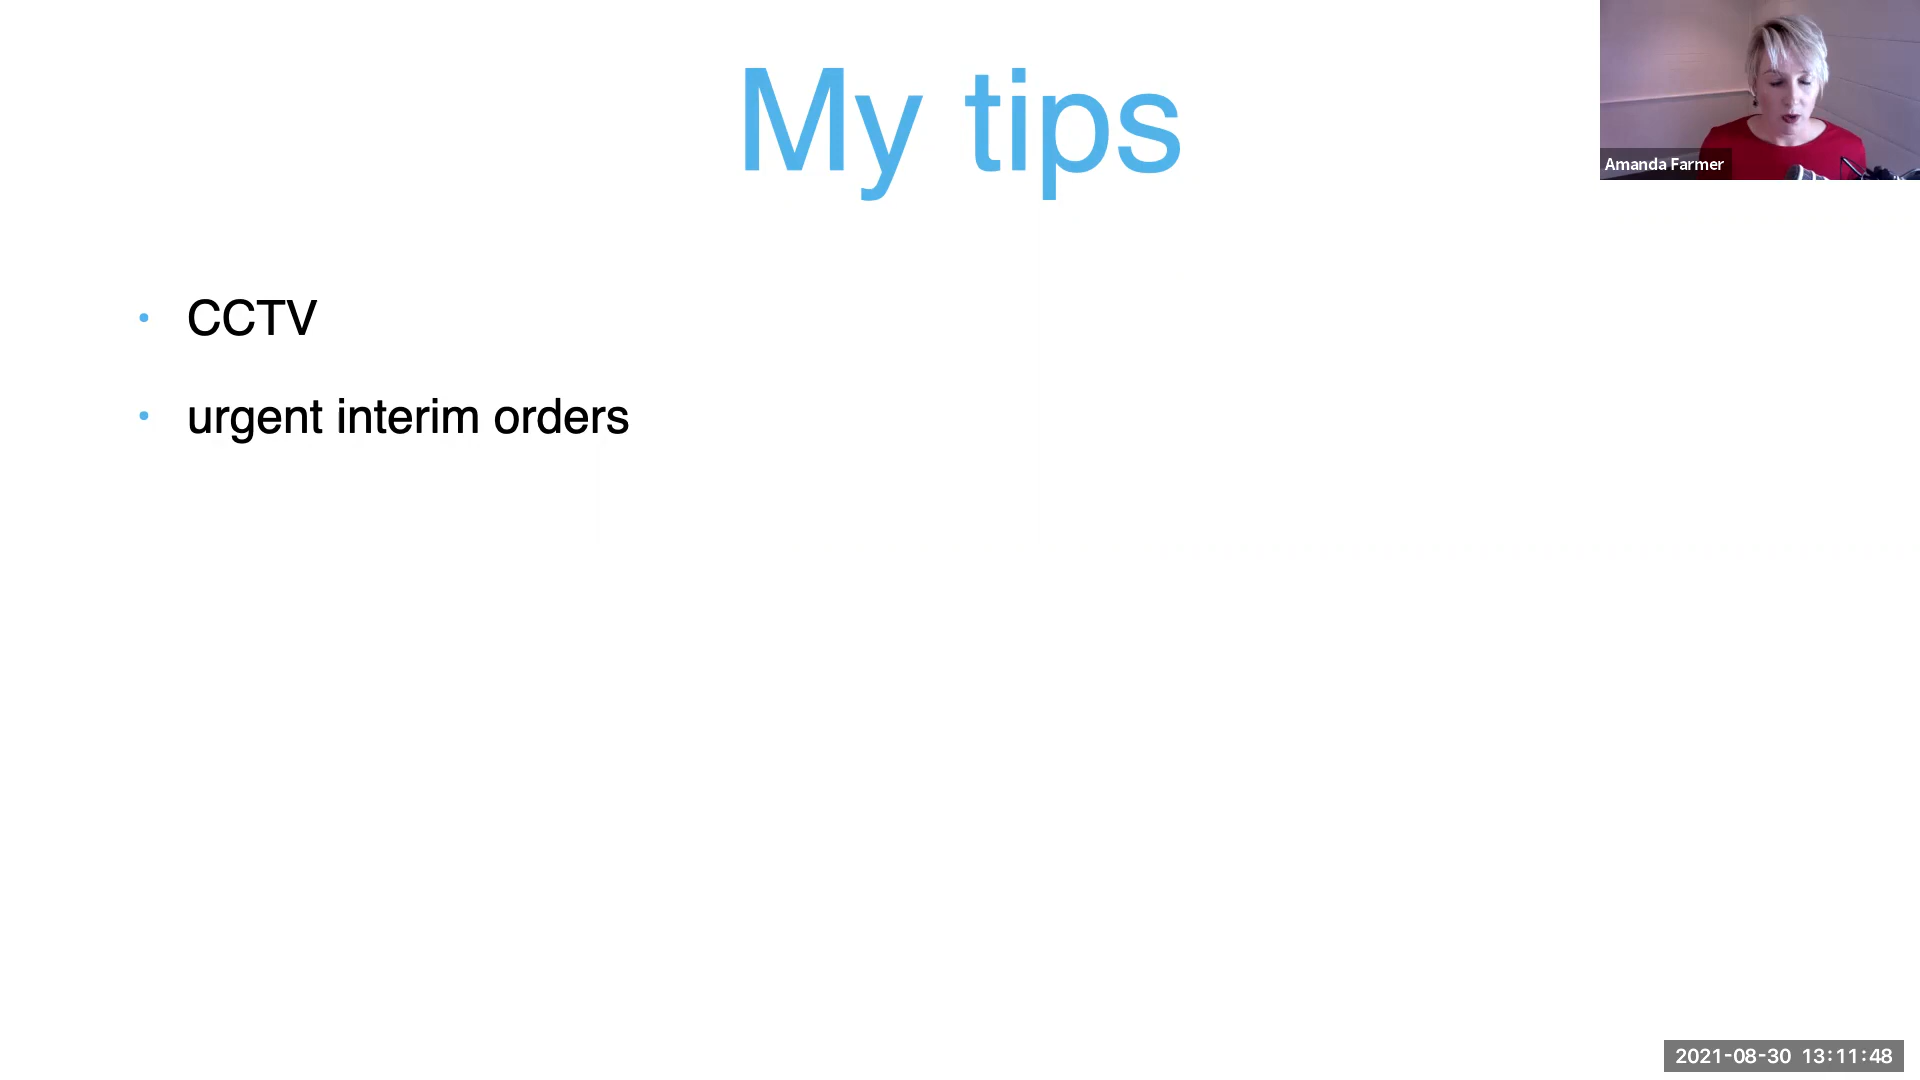 My tips
Amanda Farmer
• CCTV
• urgent interim orders
2021-08-30 13:11:48